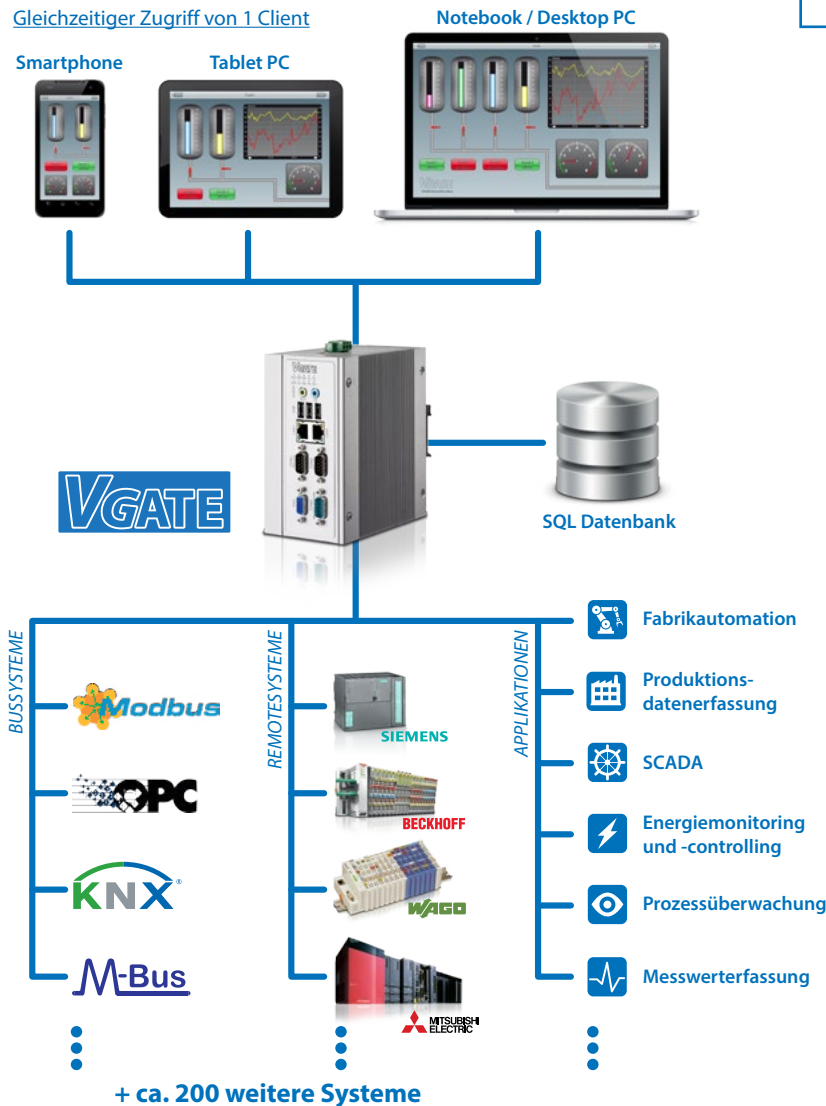 Gleichzeitiger Zugriff von 1 Client
Smartphone
Tablet PC
Notebook / Desktop PC
VGATE
VGATE
VGATE
SQL Datenbank
BUSSYSTEME
Modbus
OPC
KNX®
M-Bus
REMOTESYSTEME
SIEMENS
BECKHOFF
WAGO
MITSUBISHI
ELECTRIC
APPLIKATIONEN
Fabrikautomation
Produktions-
datenerfassung
SCADA
Energiemonitoring
und -controlling
Prozessüberwachung
Messwerterfassung
+ ca. 200 weitere Systeme